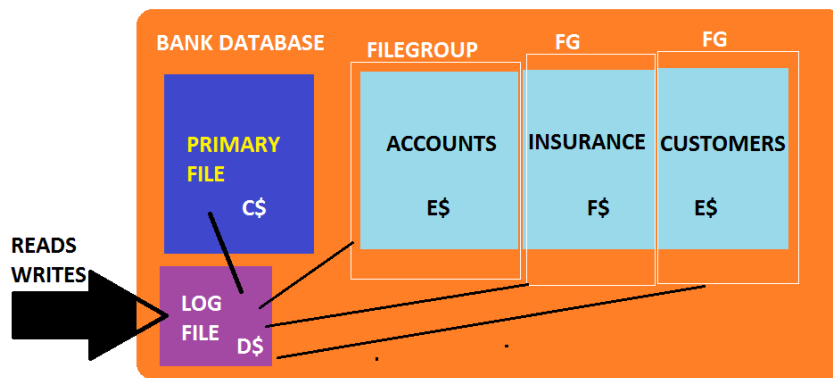 BANK DATABASE
FILEGROUP
FG
FG
PRIMARY
FILE
C$
ACCOUNTS
E$
INSURANCE
F$
CUSTOMERS
E$
READS
WRITES
LOG
FILE
D$